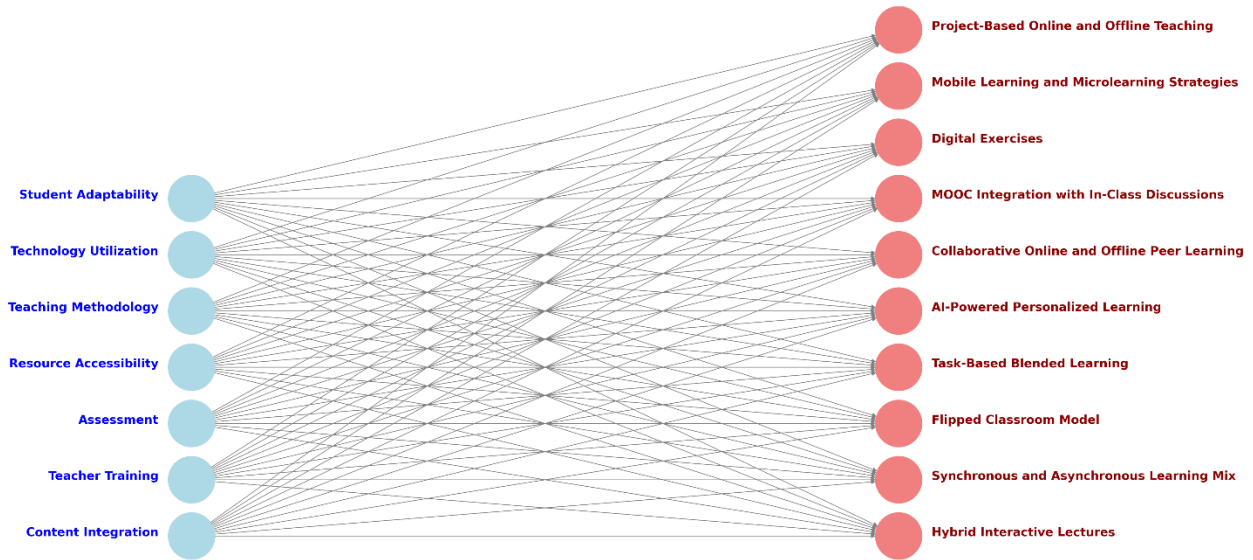 Project-Based Online and Offline Teaching
Mobile Learning and Microlearning Strategies
Digital Exercises
Student Adaptability
MOOC Integration with In-Class Discussions
Technology Utilization
Collaborative Online and Offline Peer Learning
Teaching Methodology
AI-Powered Personalized Learning
Resource Accessibility
Task-Based Blended Learning
Assessment
Flipped Classroom Model
Teacher Training
Synchronous and Asynchronous Learning Mix
Content Integration
Hybrid Interactive Lectures